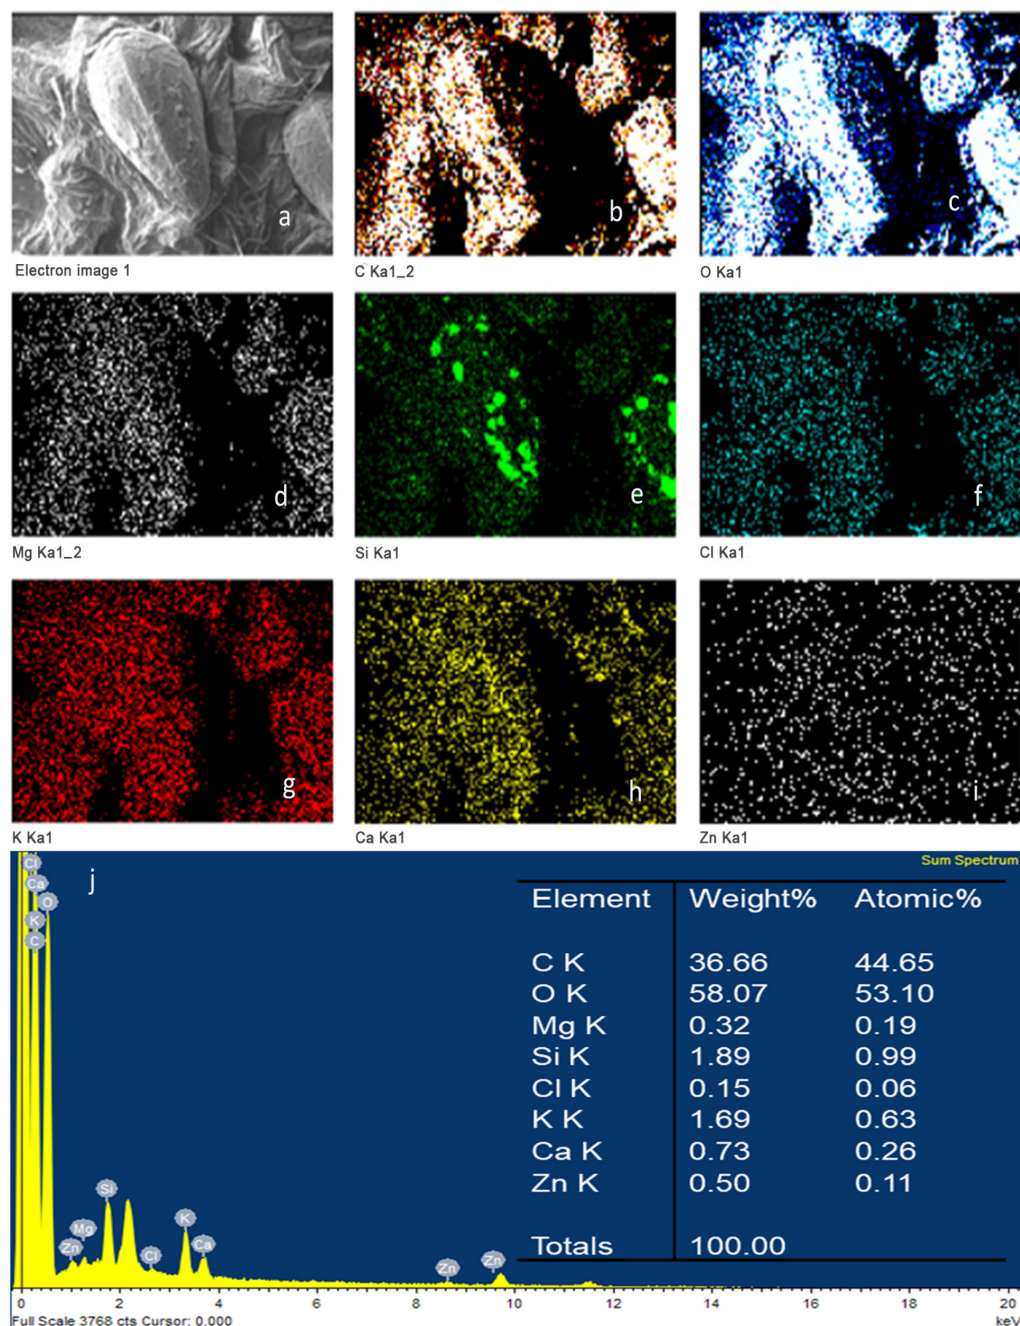 a
b
c
Electron image 1
C Ka1_2
O Ka1
d
e
f
Mg Ka1_2
Si Ka1
Cl Ka1
g
h
i
K Ka1
Ca Ka1
Zn Ka1
j
Sum Spectrum
Cl
Ca
O
K
C
Si
Mg
Zn
Cl
K
Ca
Zn
Zn
Element Weight% Atomic%
C K 36.66 44.65
O K 58.07 53.10
Mg K 0.32 0.19
Si K 1.89 0.99
Cl K 0.15 0.06
K K 1.69 0.63
Ca K 0.73 0.26
Zn K 0.50 0.11
Totals 100.00
0 2 4 6 8 10 12 14 16 18 20
Full Scale 3768 cts Cursor: 0.000 keV